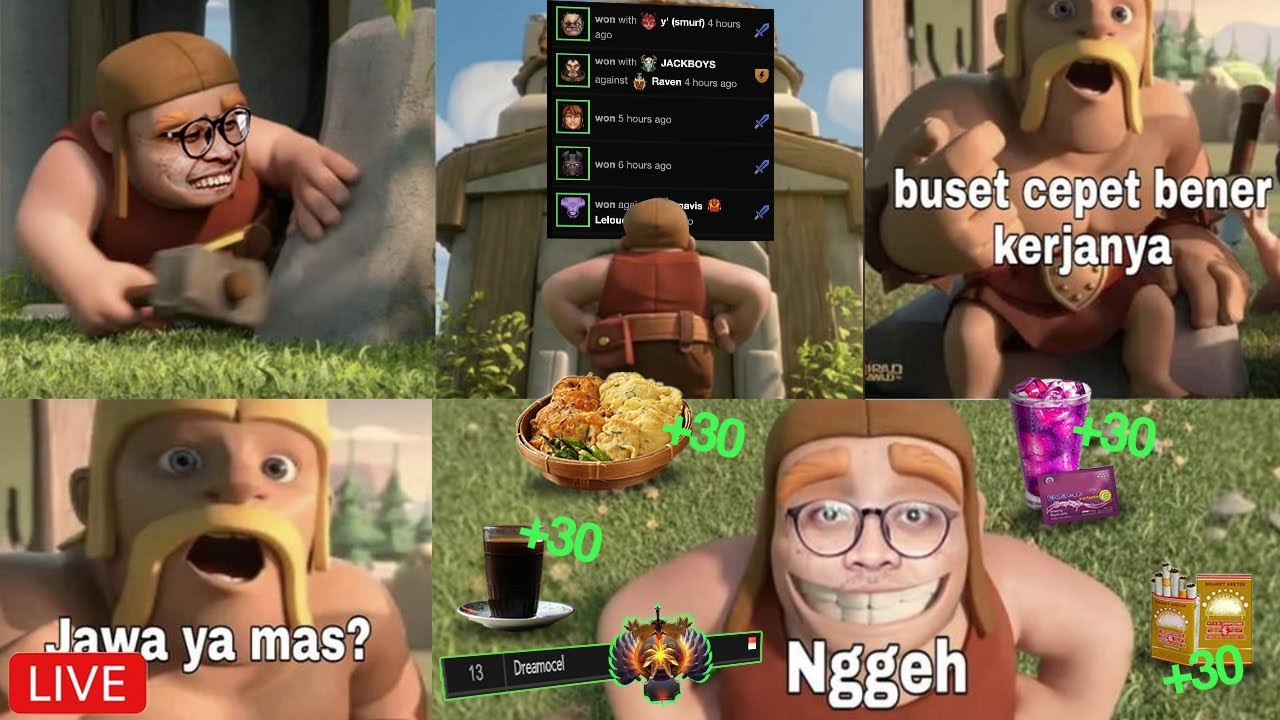 won with y' (smurf) 4 hours
ago
won with JACKBOYS
against Raven 4 hours ago
won 5 hours ago
won 6 hours ago
won
buset cepet bener
kerjanya
Jawa ya mas?
LIVE
+30
+30
+30
13 Dreamocel
Nggeh
SIGARET KRETEK
+30